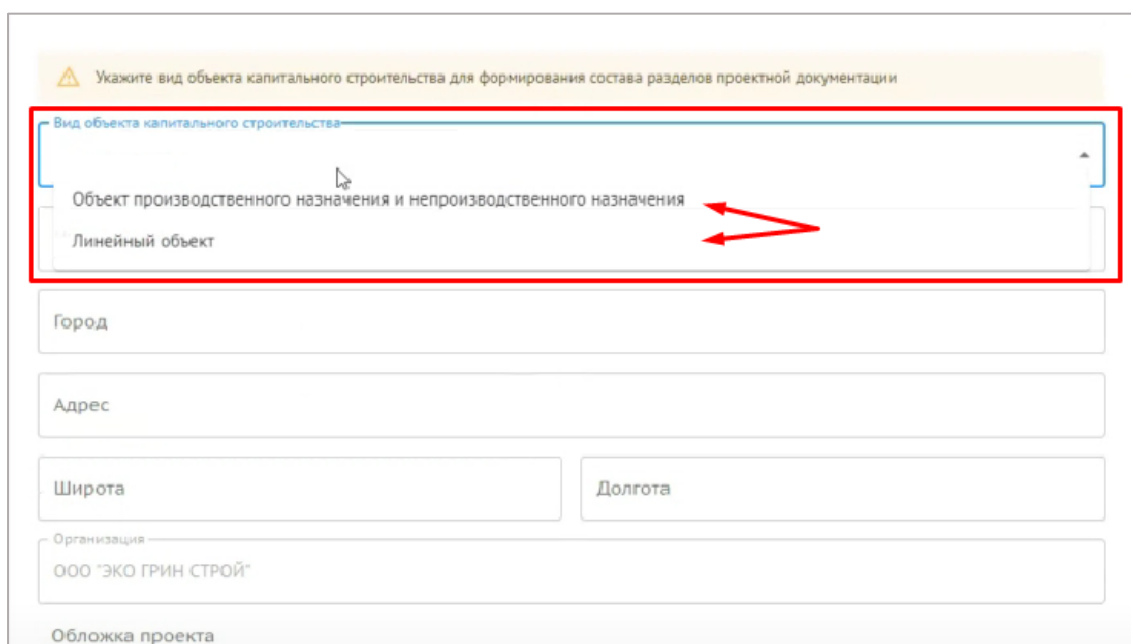 Укажите вид объекта капитального строительства для формирования состава разделов проектной документации
Вид объекта капитального строительства
Объект производственного назначения и непроизводственного назначения
Линейный объект
Город
Адрес
Широта
Долгота
Организация
ООО "ЭКО ГРИН СТРОЙ"
Обложка проекта